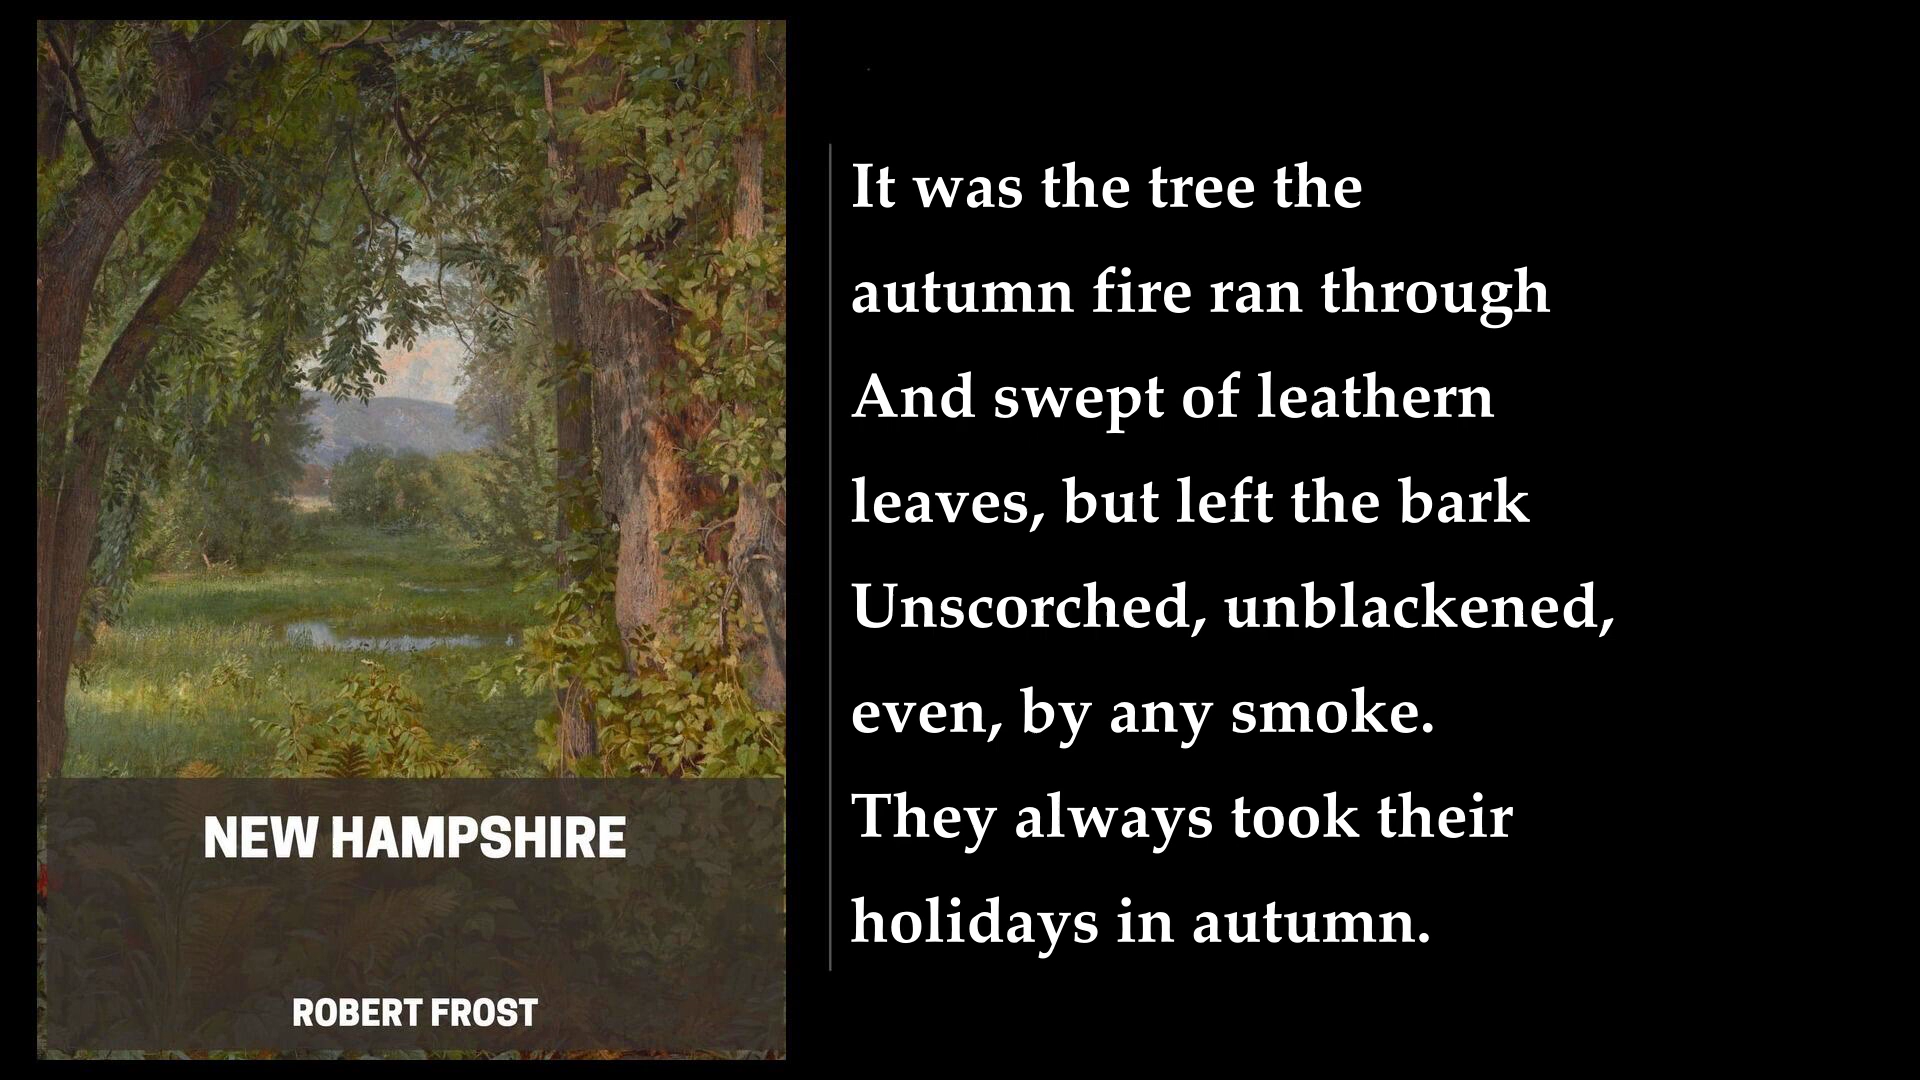 NEW HAMPSHIRE
ROBERT FROST
It was the tree the
autumn fire ran through
And swept of leathern
leaves, but left the bark
Unscorched, unblackened,
even, by any smoke.
They always took their
holidays in autumn.